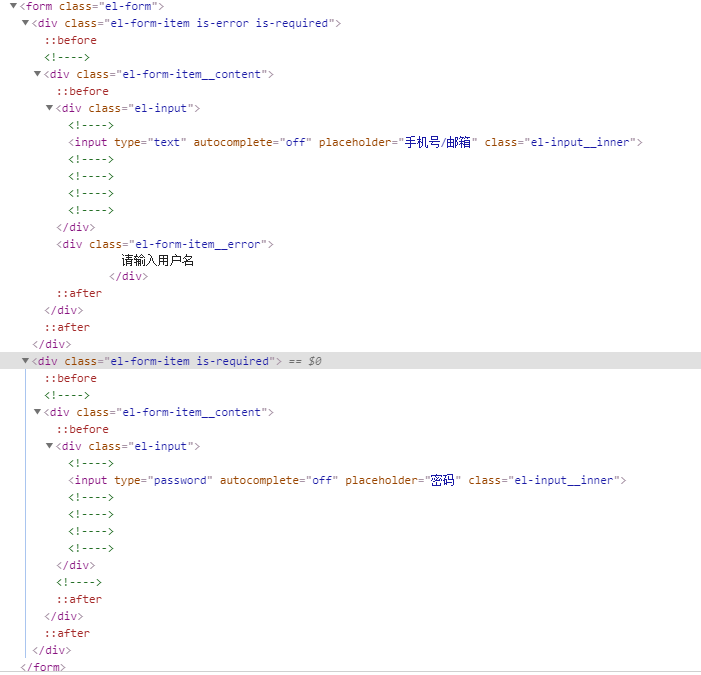 ▼<form class="el-form">
▼<div class="el-form-item is-error is-required">
::before
<!---->
▼<div class="el-form-item__content">
::before
▼<div class="el-input">
<!---->
<input type="text" autocomplete="off" placeholder="手机号/邮箱" class="el-input__inner">
<!---->
<!---->
<!---->
<!---->
</div>
<div class="el-form-item__error">
请输入用户名
</div>
::after
</div>
::after
</div>
▼<div class="el-form-item is-required"> == $0
::before
<!---->
▼<div class="el-form-item__content">
::before
▼<div class="el-input">
<!---->
<input type="password" autocomplete="off" placeholder="密码" class="el-input__inner">
<!---->
<!---->
<!---->
<!---->
</div>
<!---->
::after
</div>
::after
</div>
</form>